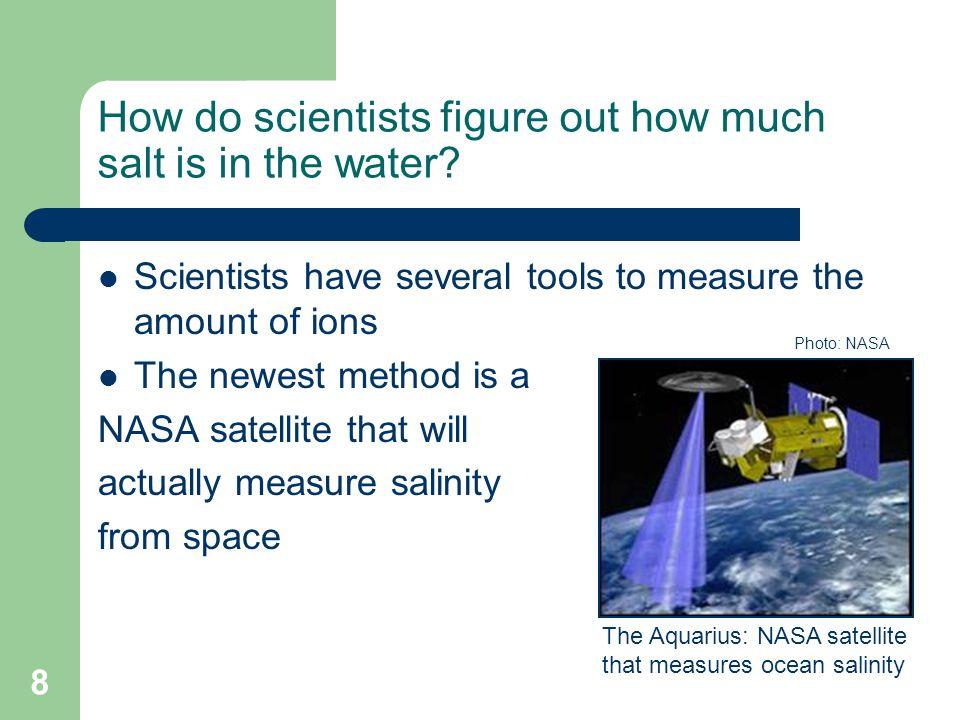 How do scientists figure out how much
salt is in the water?
● Scientists have several tools to measure the
amount of ions
● The newest method is a
NASA satellite that will
actually measure salinity
from space
Photo: NASA
The Aquarius: NASA satellite
that measures ocean salinity
8